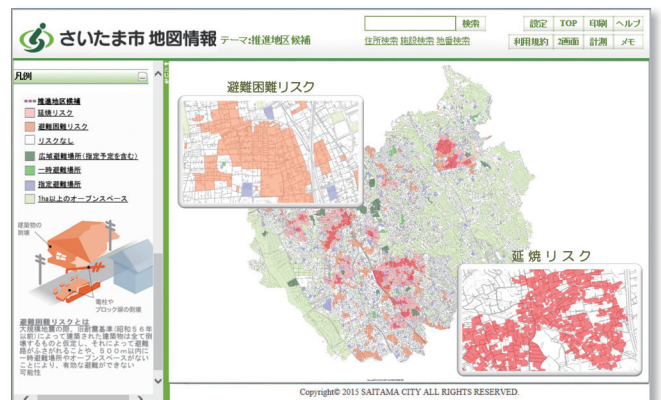 さいたま市 地図情報 テーマ:推進地区候補
検索
住所検索 施設検索 地番検索
設定 TOP 印刷 ヘルプ
利用規約 2画面 計測 メモ
凡例
推進地区候補
延焼リスク
避難困難リスク
リスクなし
広域避難場所(指定予定を含む)
一時避難場所
指定避難場所
1ha以上のオープンスペース
建築物の
倒壊
電柱や
ブロック塀の倒壊
避難困難リスクとは
大規模地震の際、旧耐震基準(昭和56年
以前)によって建築された建築物は全て倒
壊するものと仮定し、それによって避難
路がふさがれることや、500m以内に
一時避難場所やオープンスペースがない
ことにより、有効な避難ができない
可能性
避難困難リスク
延焼リスク
Copyright© 2015 SAITAMA CITY ALL RIGHTS RESERVED.